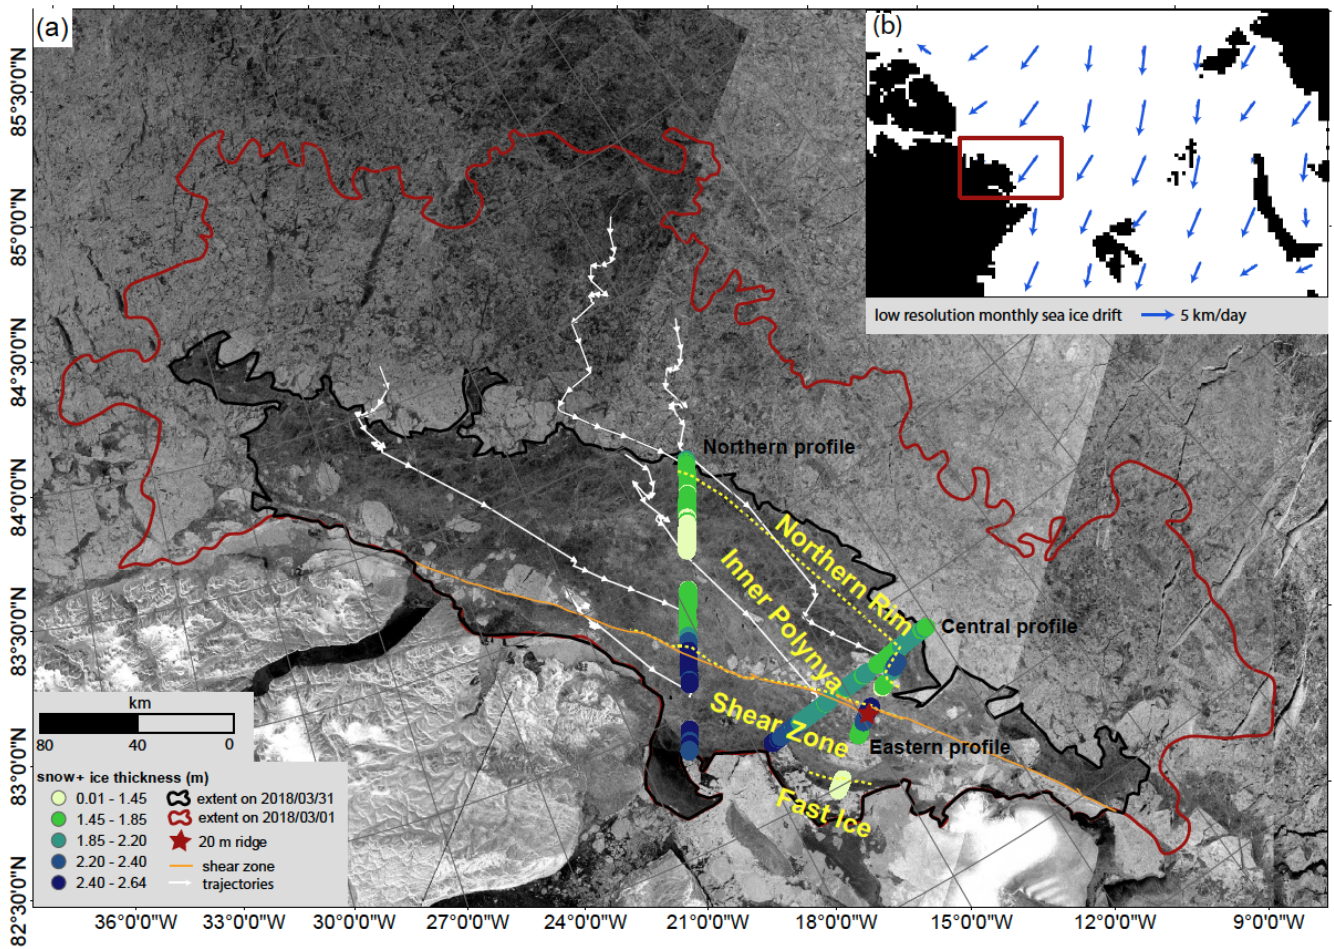 (a)
(b)
85°30'0"N
85°0'0"N
84°30'0"N
84°0'0"N
83°30'0"N
83°0'0"N
82°30'0"N
low resolution monthly sea ice drift 5 km/day
Northern profile
Northern Rim
Inner Polynya
Central profile
Shear Zone
Eastern profile
Fast Ice
km
80 40 0
snow+ ice thickness (m)
0.01 - 1.45
1.45 - 1.85
1.85 - 2.20
2.20 - 2.40
2.40 - 2.64
extent on 2018/03/31
extent on 2018/03/01
20 m ridge
shear zone
trajectories
36°0'0"W 33°0'0"W 30°0'0"W 27°0'0"W 24°0'0"W 21°0'0"W 18°0'0"W 15°0'0"W 12°0'0"W 9°0'0"W